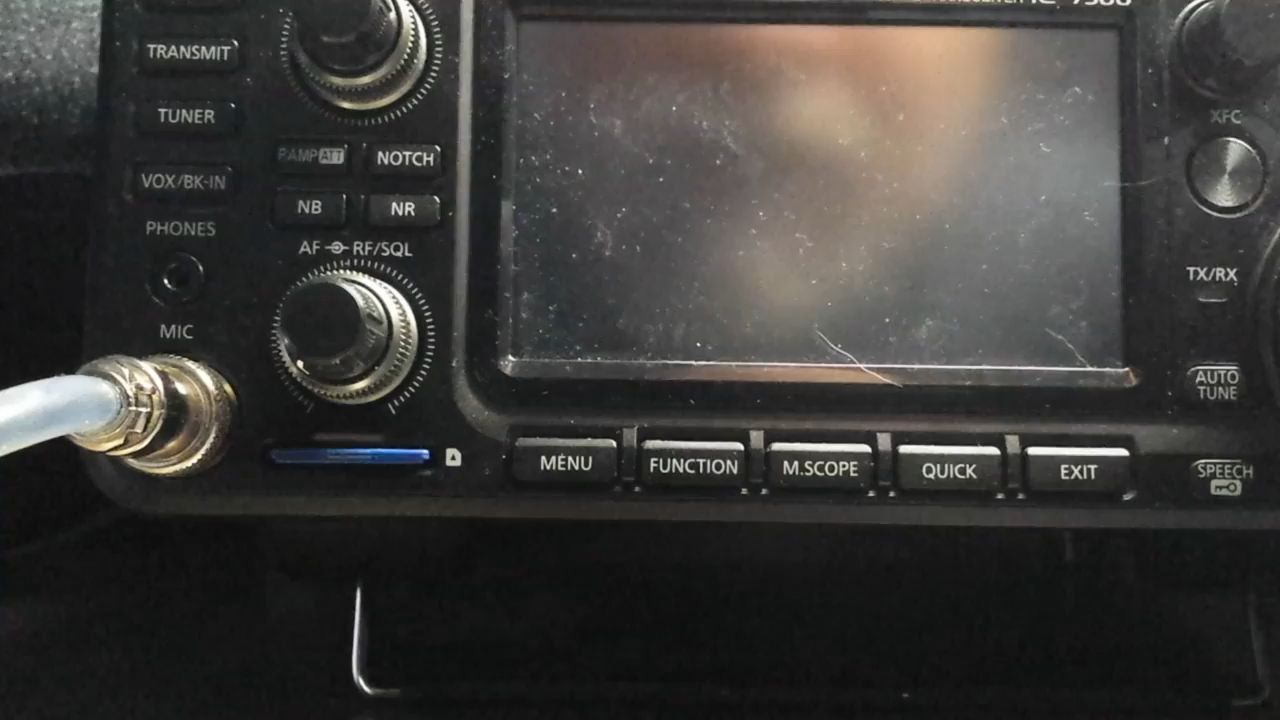 TRANSMIT
TUNER
P.AMP ATT
NOTCH
VOX/BK-IN
NB
NR
PHONES
AF RF/SQL
MIC
XFC
TX/RX
AUTO
TUNE
MENU
FUNCTION
M.SCOPE
QUICK
EXIT
SPEECH